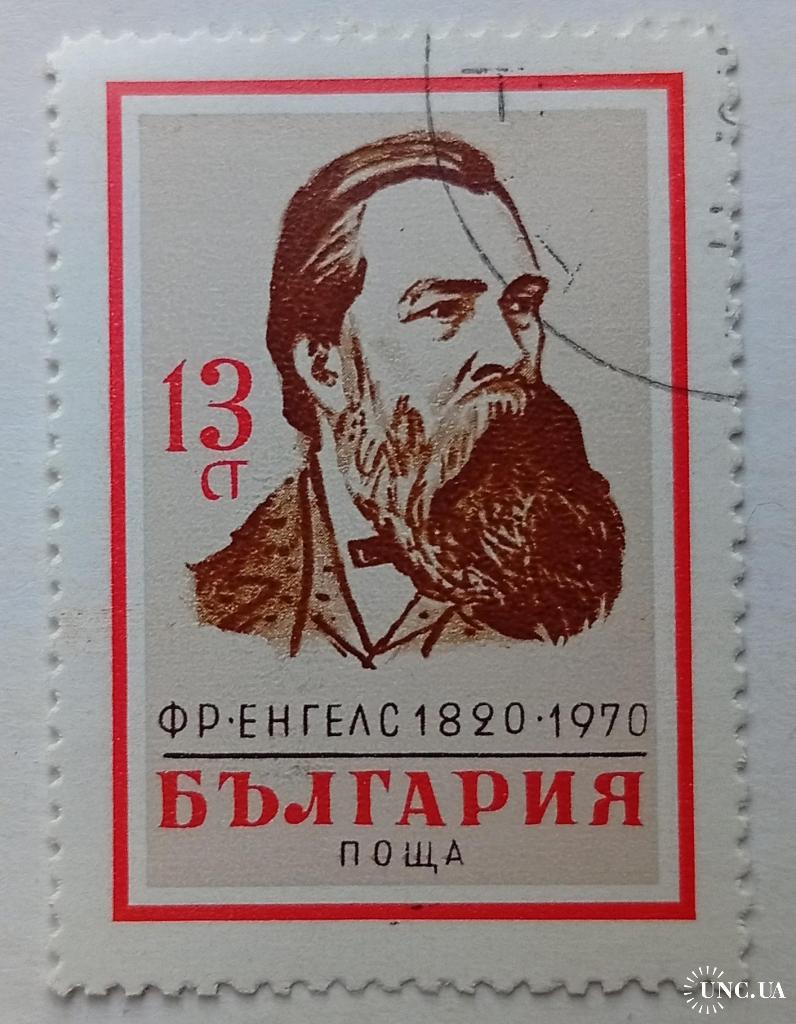 13
ст
ФР·ЕНГЕЛС 1820·1970
БЪЛГАРИЯ
ПОЩА
UNC.UA